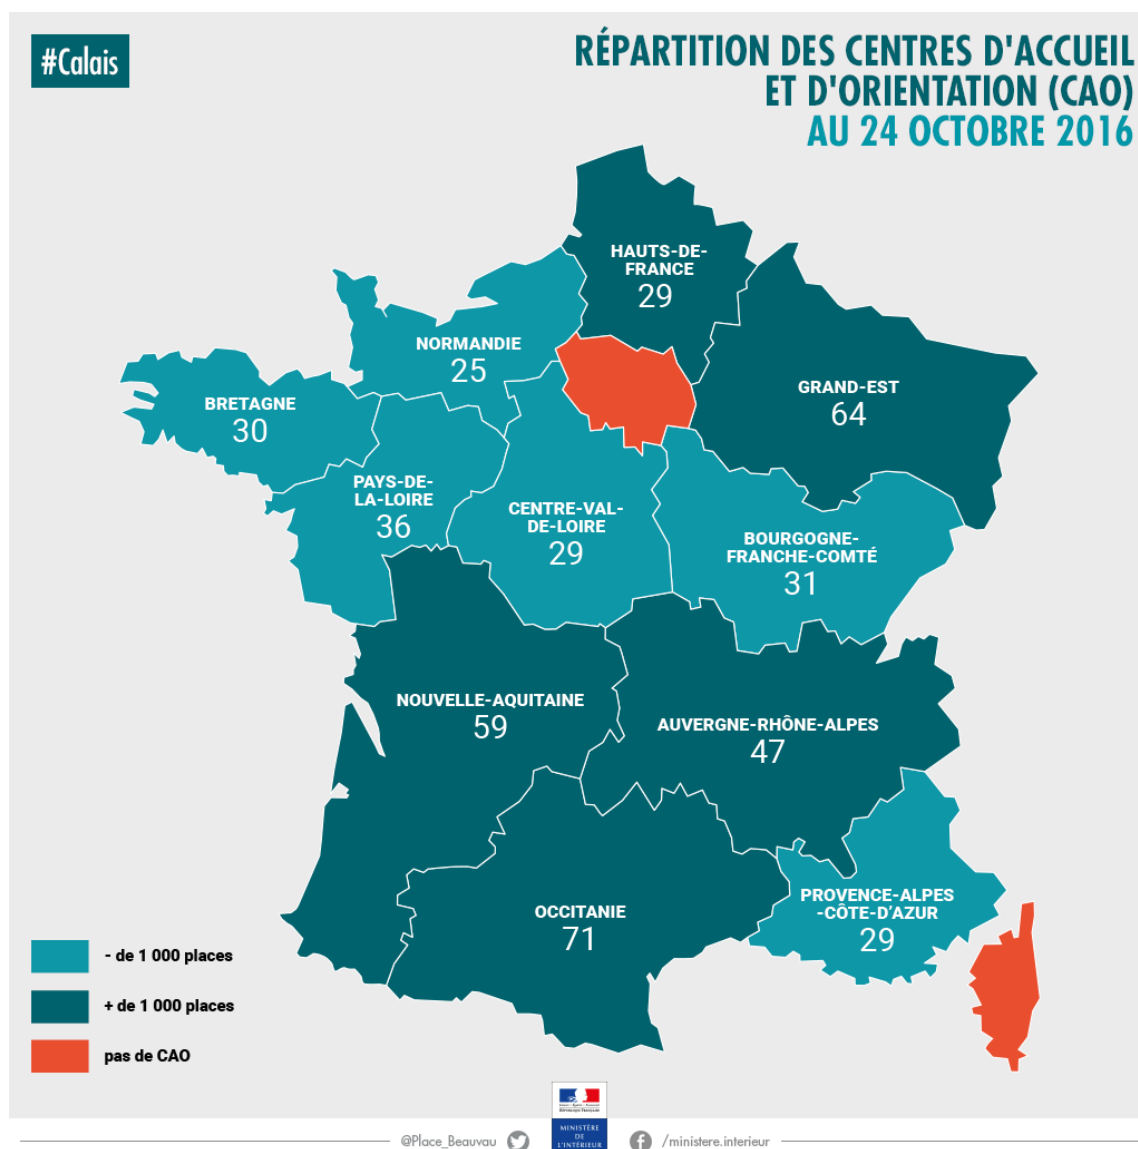 #Calais
RÉPARTITION DES CENTRES D'ACCUEIL
ET D'ORIENTATION (CAO)
AU 24 OCTOBRE 2016
HAUTS-DE-
FRANCE
29
NORMANDIE
25
GRAND-EST
64
BRETAGNE
30
PAYS-DE-
LA-LOIRE
36
CENTRE-VAL-
DE-LOIRE
29
BOURGOGNE-
FRANCHE-COMTÉ
31
NOUVELLE-AQUITAINE
59
AUVERGNE-RHÔNE-ALPES
47
OCCITANIE
71
PROVENCE-ALPES
-CÔTE-D'AZUR
29
- de 1 000 places
+ de 1 000 places
pas de CAO
@Place_Beauvau
MINISTÈRE
DE
L'INTÉRIEUR
/ministere.interieur